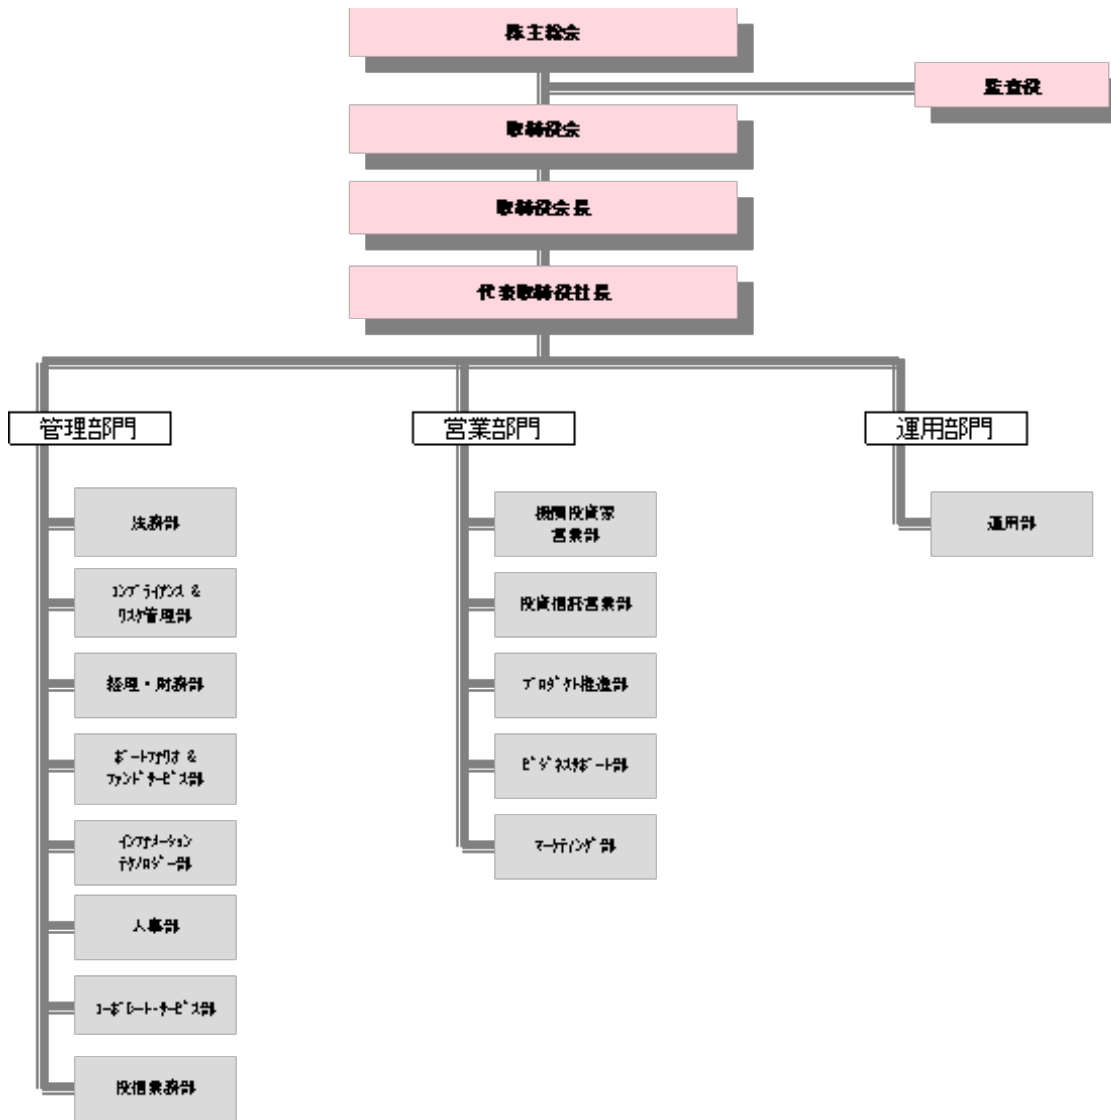 株主総会
監査役
取締役会
取締役会長
代表取締役社長
管理部門
営業部門
運用部門
法務部
ｺﾝﾌﾟﾗｲｱﾝｽ &
ﾘｽｸ管理部
経理・財務部
ﾎﾟｰﾄﾌｫﾘｵ &
ﾌｧﾝﾄﾞｻｰﾋﾞｽ部
ｲﾝﾌｫﾒｰｼｮﾝ
ﾃｸﾉﾛｼﾞｰ部
人事部
ｺｰﾎﾟﾚｰﾄ･ｻｰﾋﾞｽ部
投信業務部
機関投資家
営業部
投資信託営業部
ﾌﾟﾛﾀﾞｸﾄ推進部
ﾋﾞｼﾞﾈｽｻﾎﾟｰﾄ部
ﾏｰｹﾃｨﾝｸﾞ部
運用部